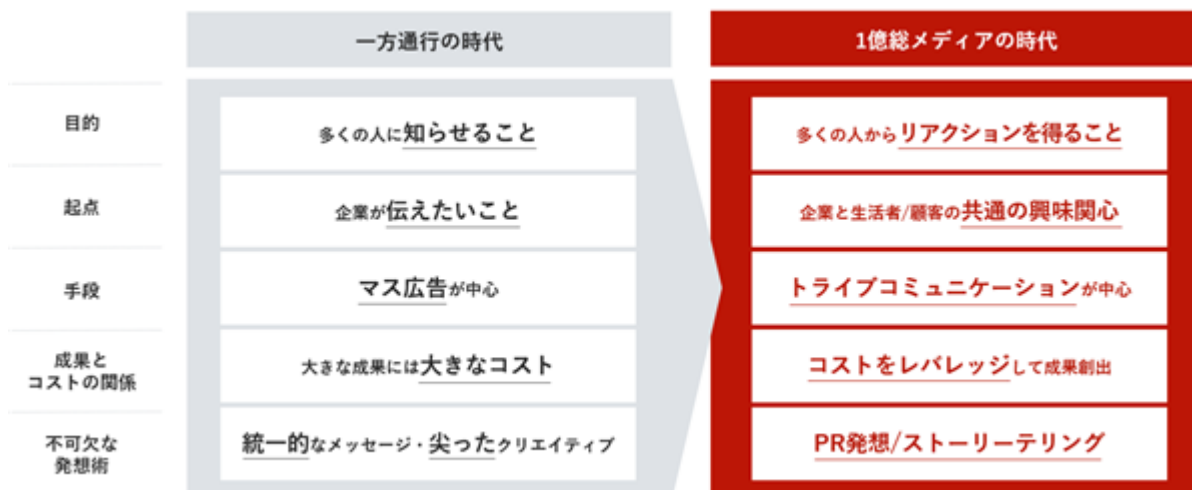 一方通行の時代
1億総メディアの時代
目的
多くの人に知らせること
多くの人からリアクションを得ること
起点
企業が伝えたいこと
企業と生活者/顧客の共通の興味関心
手段
マス広告が中心
トライブコミュニケーションが中心
成果と
コストの関係
大きな成果には大きなコスト
コストをレバレッジして成果創出
不可欠な
発想術
統一的なメッセージ・尖ったクリエイティブ
PR発想/ストーリーテリング